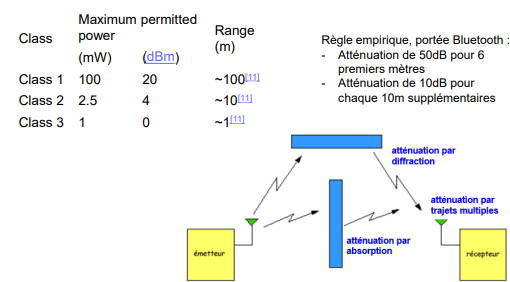 Class Maximum permitted power Range (m)
(mW) (dBm)
Class 1 100 20 ~100[11]
Class 2 2.5 4 ~10[11]
Class 3 1 0 ~1[11]
Règle empirique, portée Bluetooth :
- Atténuation de 50dB pour 6
premiers mètres
- Atténuation de 10dB pour
chaque 10m supplémentaires
atténuation par
diffraction
atténuation par
trajets multiples
atténuation par
absorption
émetteur
récepteur